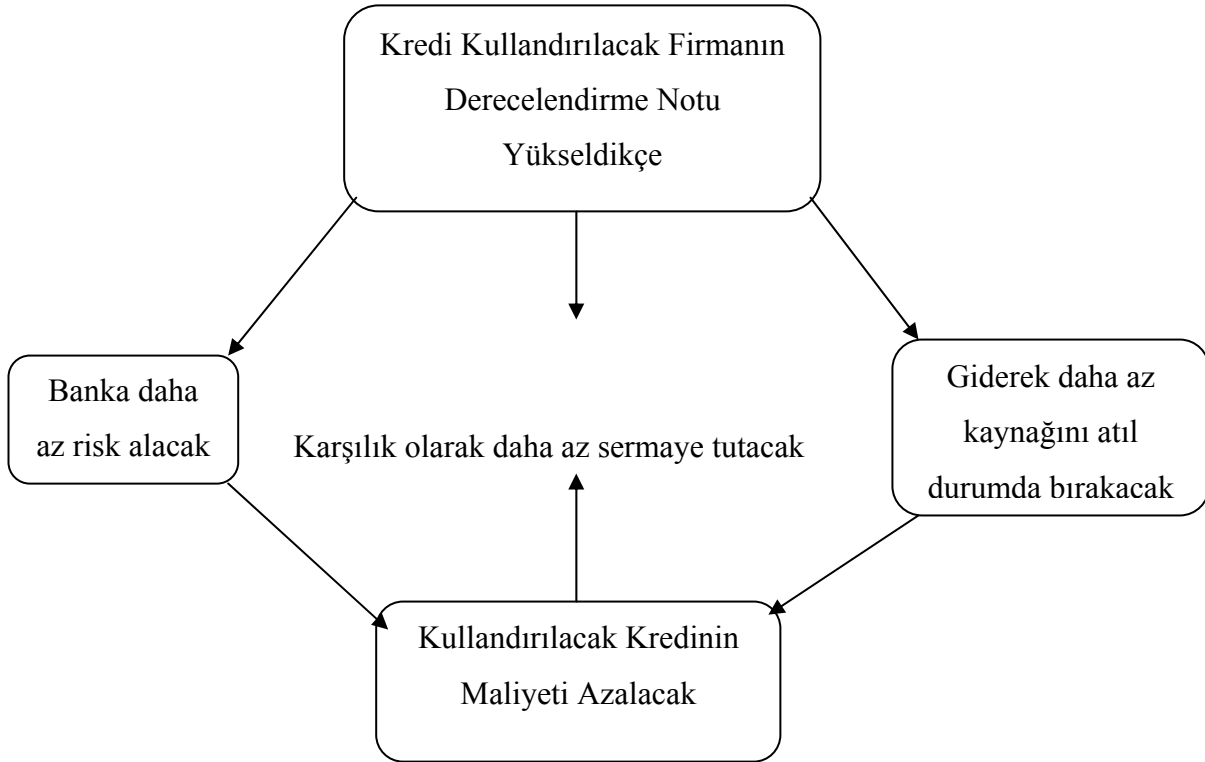 Kredi Kullandırılacak Firmanın
Derecelendirme Notu
Yükseldikçe
Banka daha
az risk alacak
Karşılık olarak daha az sermaye tutacak
Giderek daha az
kaynağını atıl
durumda bırakacak
Kullandırılacak Kredinin
Maliyeti Azalacak